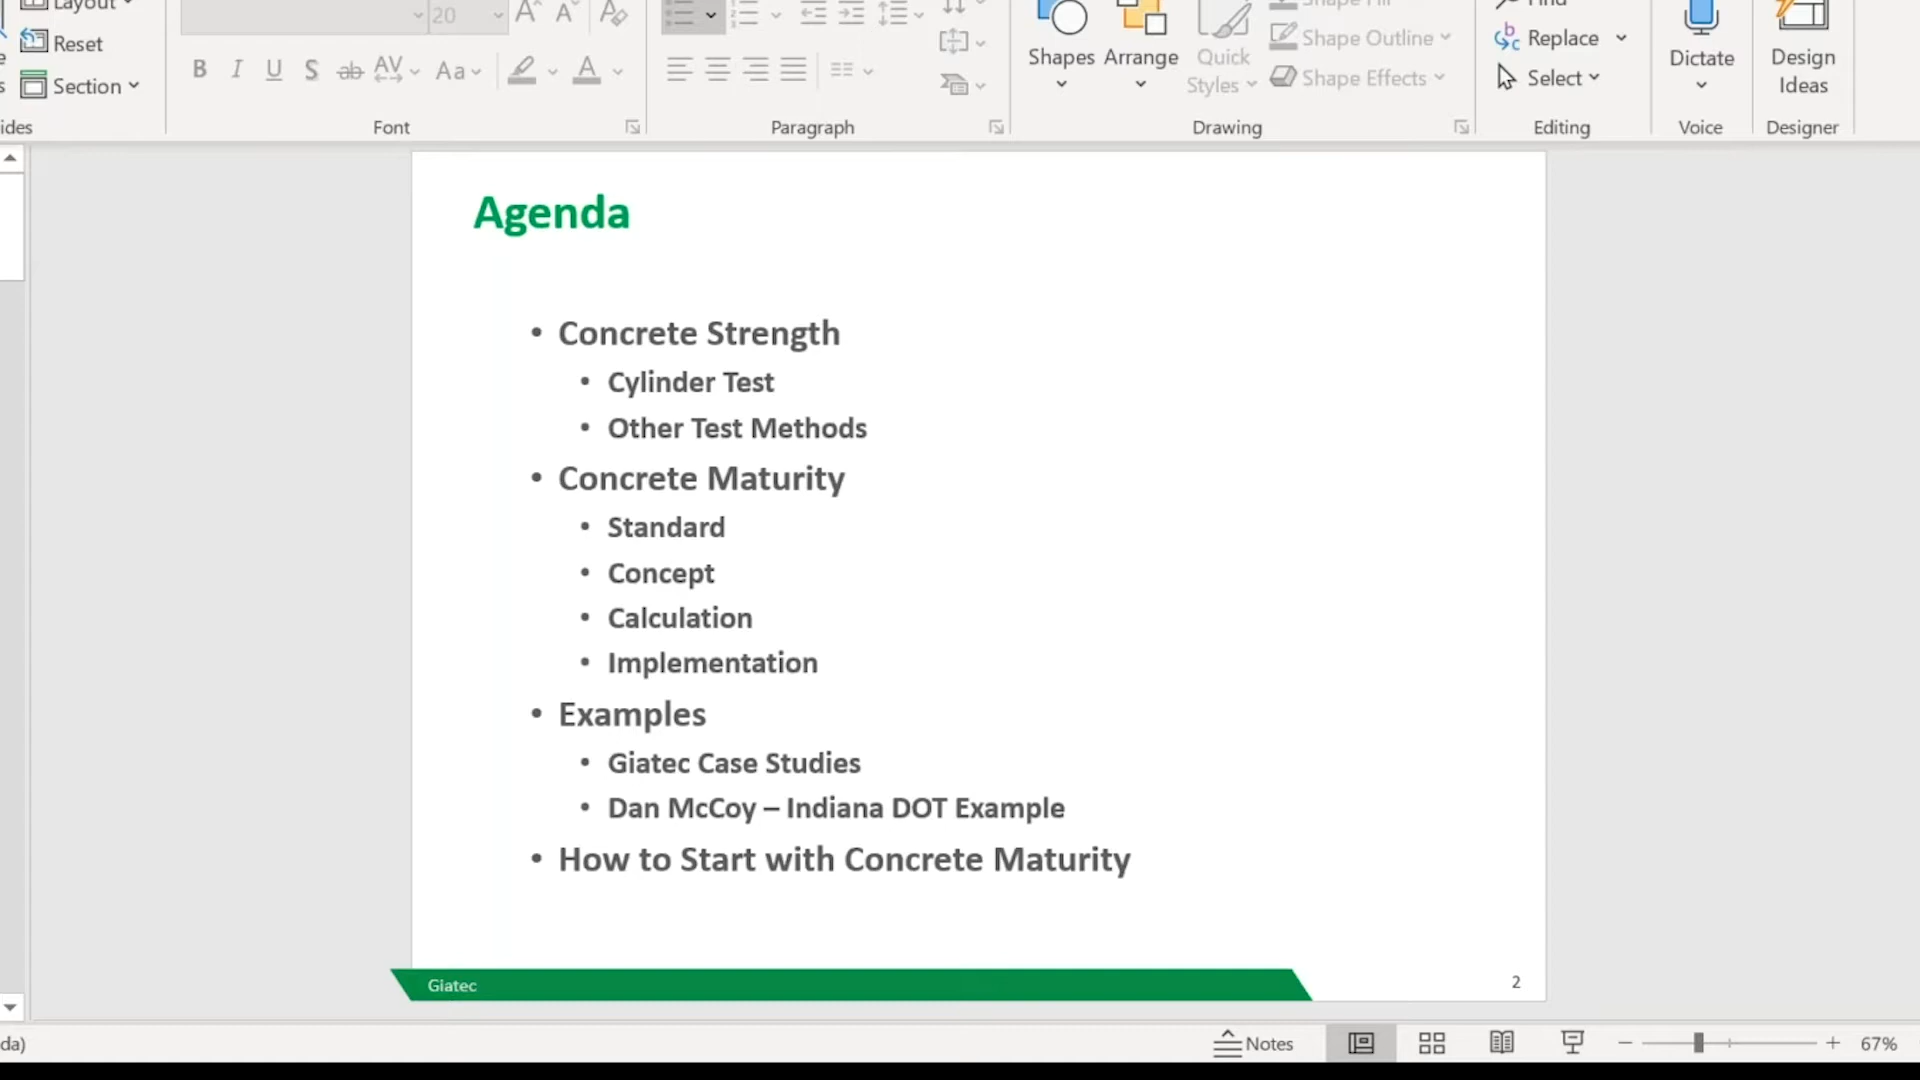 Layout
Reset
Section
ides
20
B I U S ab AV Aa A
Font
Paragraph
Shapes
Arrange
Quick
Styles
Shape Fill
Shape Outline
Shape Effects
Drawing
Find
Replace
Select
Editing
Dictate
Voice
Design
Ideas
Designer
Agenda
• Concrete Strength
• Cylinder Test
• Other Test Methods
• Concrete Maturity
• Standard
• Concept
• Calculation
• Implementation
• Examples
• Giatec Case Studies
• Dan McCoy – Indiana DOT Example
• How to Start with Concrete Maturity
Giatec
2
da)
Notes
67%